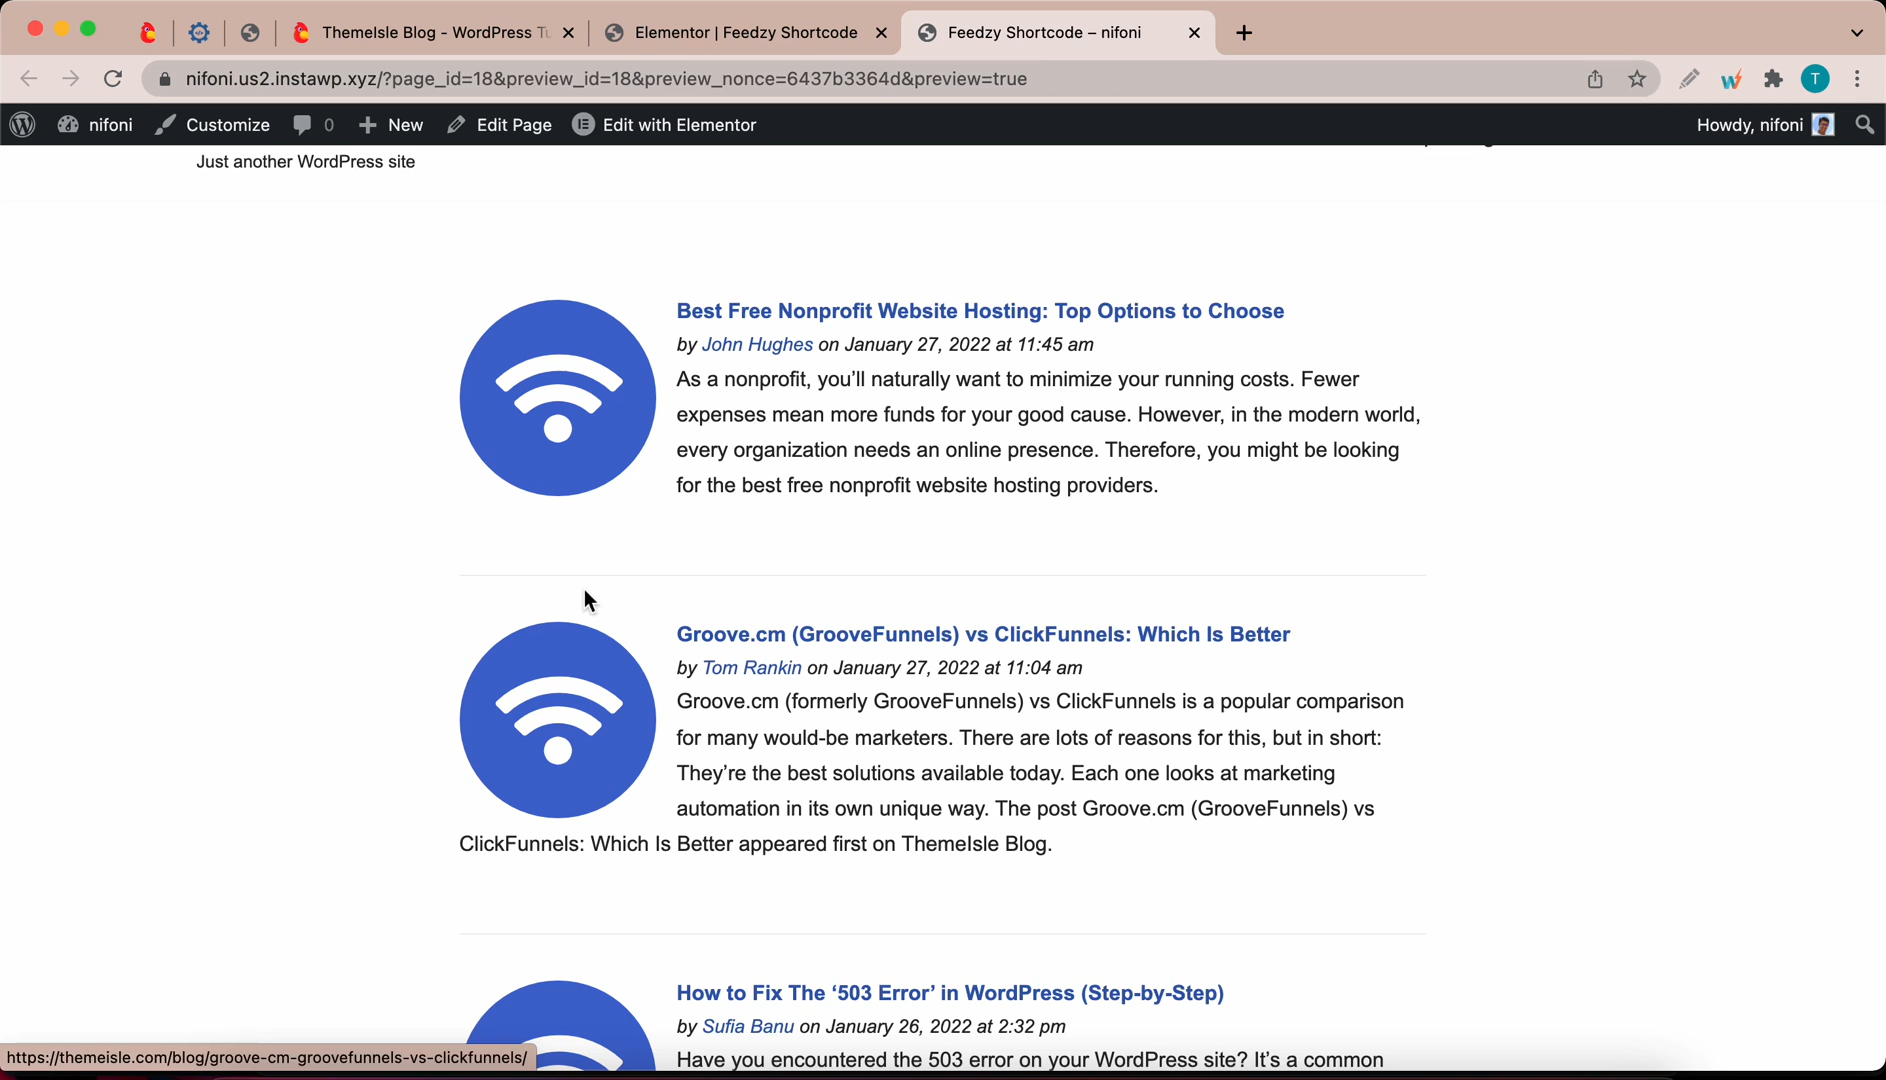 ThemeIsle Blog - WordPress Tu
Elementor | Feedzy Shortcode
Feedzy Shortcode – nifoni
nifoni.us2.instawp.xyz/?page_id=18&preview_id=18&preview_nonce=6437b3364d&preview=true
T
nifoni
Customize
0
New
Edit Page
Edit with Elementor
Howdy, nifoni
Just another WordPress site
Best Free Nonprofit Website Hosting: Top Options to Choose
by John Hughes on January 27, 2022 at 11:45 am
As a nonprofit, you’ll naturally want to minimize your running costs. Fewer
expenses mean more funds for your good cause. However, in the modern world,
every organization needs an online presence. Therefore, you might be looking
for the best free nonprofit website hosting providers.
Groove.cm (GrooveFunnels) vs ClickFunnels: Which Is Better
by Tom Rankin on January 27, 2022 at 11:04 am
Groove.cm (formerly GrooveFunnels) vs ClickFunnels is a popular comparison
for many would-be marketers. There are lots of reasons for this, but in short:
They’re the best solutions available today. Each one looks at marketing
automation in its own unique way. The post Groove.cm (GrooveFunnels) vs
ClickFunnels: Which Is Better appeared first on ThemeIsle Blog.
How to Fix The ‘503 Error’ in WordPress (Step-by-Step)
by Sufia Banu on January 26, 2022 at 2:32 pm
Have you encountered the 503 error on your WordPress site? It’s a common
https://themeisle.com/blog/groove-cm-groovefunnels-vs-clickfunnels/